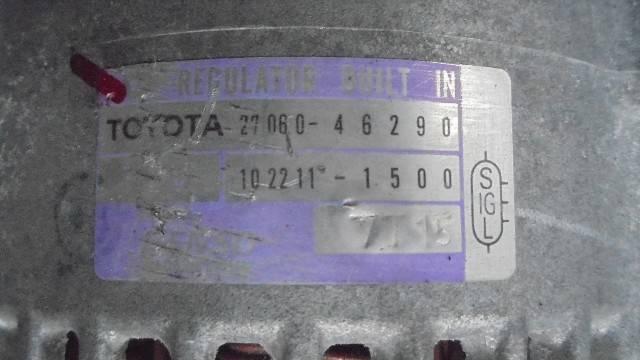 REGULATOR BUILT IN
TOYOTA 27060-46290
102211-1500
S
IG
L